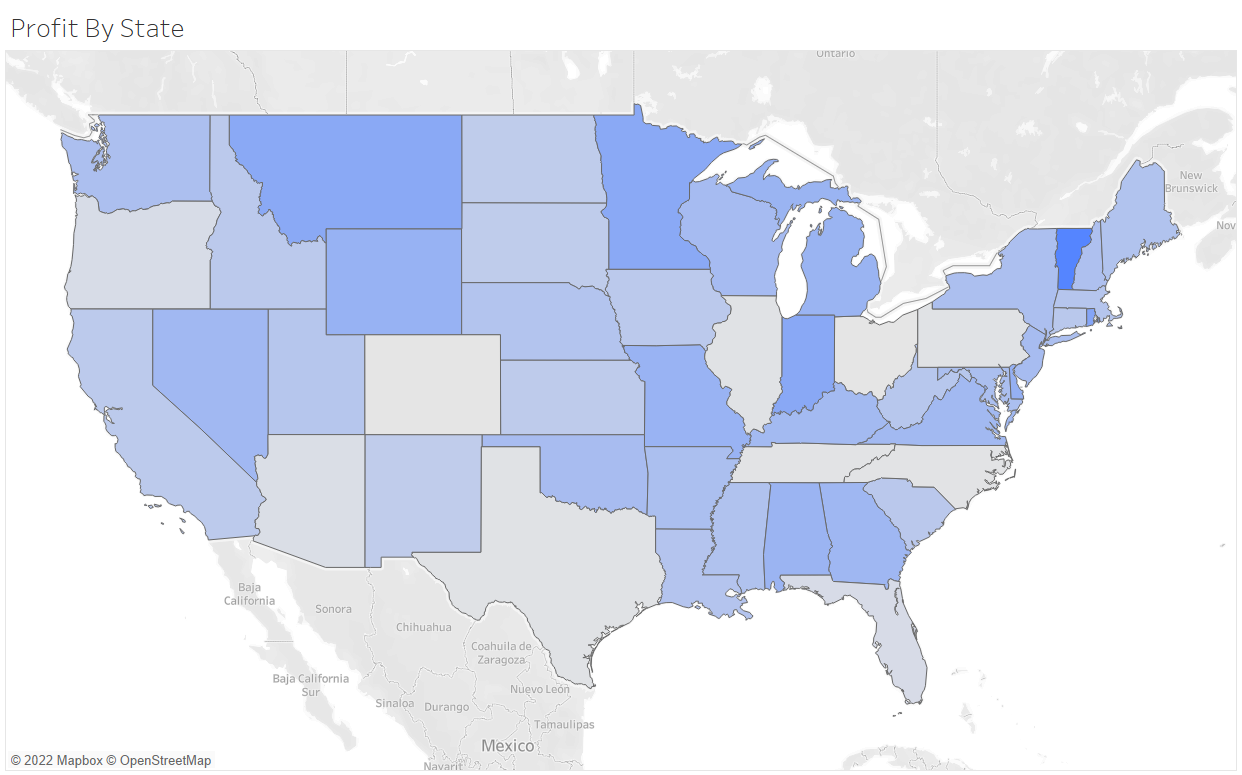 Profit By State
Ontario
New
Brunswick
Nov
Baja
California
Sonora
Chihuahua
Coahuila de
Zaragoza
Baja California
Sur
Sinaloa
Durango
Nuevo León
Tamaulipas
Mexico
Navarit
© 2022 Mapbox © OpenStreetMap